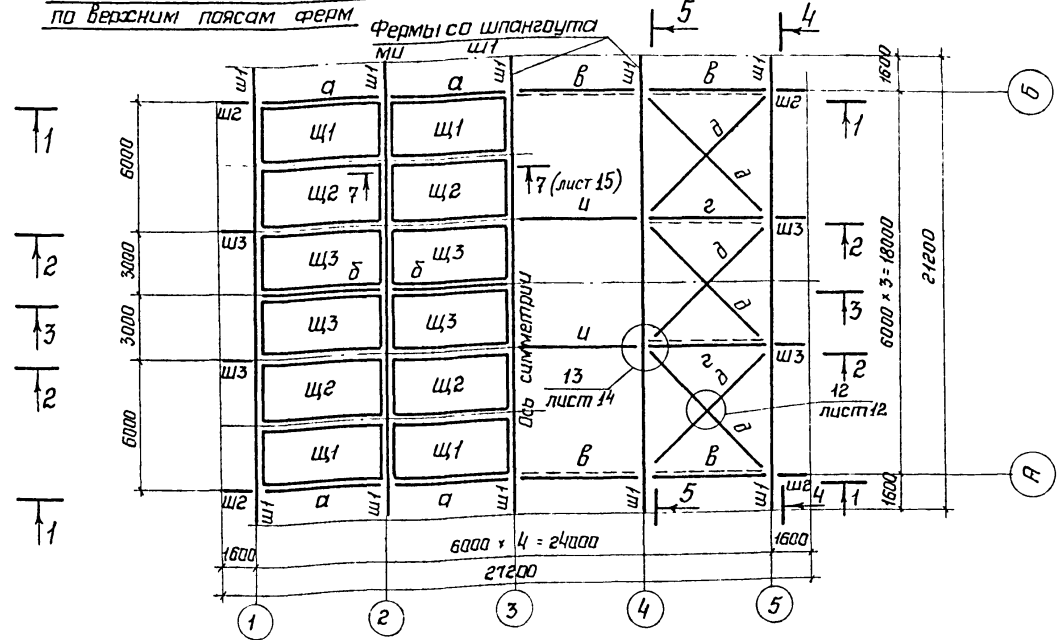 по верхним поясам ферм
Фермы со шпангоута
ми ш1
5 4
ш1 ш1 ш1 ш1 ш1
а а в в
1600
Б
ш2 ш2
1 1
6000
Щ1 Щ1
д
д
Щ2 Щ2
7 7 (лист 15)
и г
ш3 ш3
2 2
3000
Щ3 Щ3
б б
д
д
6000 × 3 = 18000
21200
Ось симметрии
3 3
3000
Щ3 Щ3
и г
ш3 ш3
2 2
13
лист 14
12
лист 12
Щ2 Щ2
д
д
6000
Щ1 Щ1
в в
А
ш2 ш2
1 1
ш1 ш1 ш1 ш1
а а
5 4
1600
1600 6000 × 4 = 24000 1600
27200
1 2 3 4 5